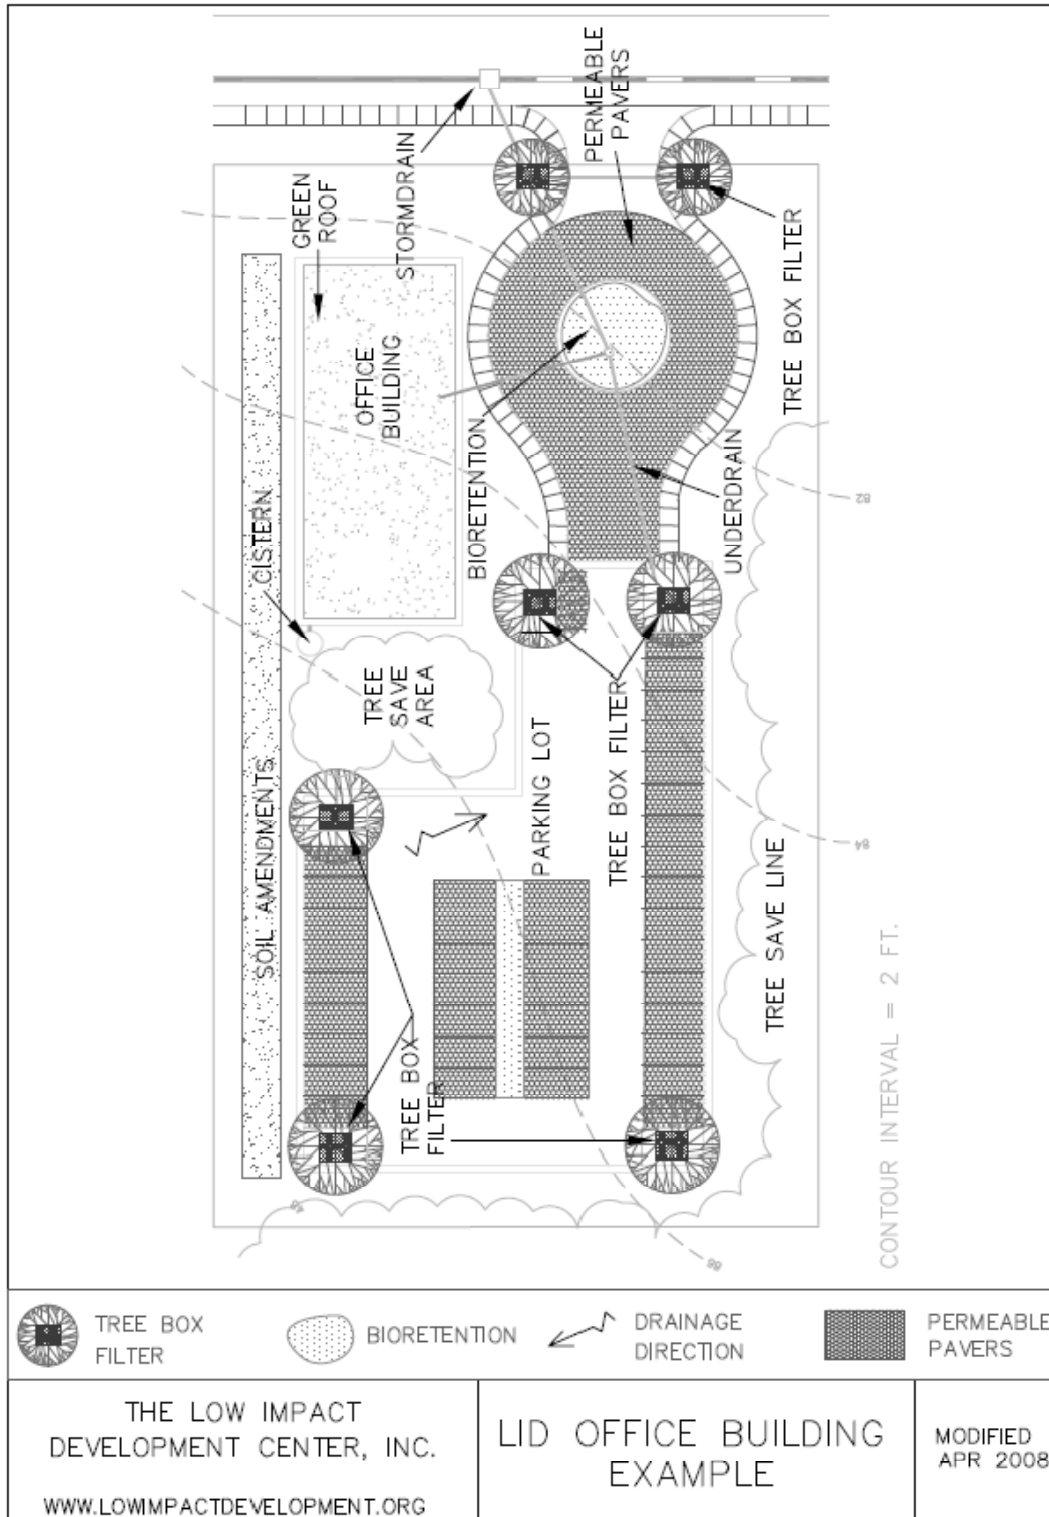 PERMEABLE
PAVERS
STORMDRAIN
GREEN
ROOF
TREE BOX FILTER
OFFICE
BUILDING
BIORETENTION
UNDERDRAIN
CISTERN
82
TREE
SAVE
AREA
SOIL AMENDMENTS
PARKING LOT
TREE BOX FILTER
84
TREE SAVE LINE
TREE BOX
FILTER
CONTOUR INTERVAL = 2 FT.
86
TREE BOX
FILTER
BIORETENTION
DRAINAGE
DIRECTION
PERMEABLE
PAVERS
THE LOW IMPACT
DEVELOPMENT CENTER, INC.
WWW.LOWIMPACTDEVELOPMENT.ORG
LID OFFICE BUILDING
EXAMPLE
MODIFIED
APR 2008